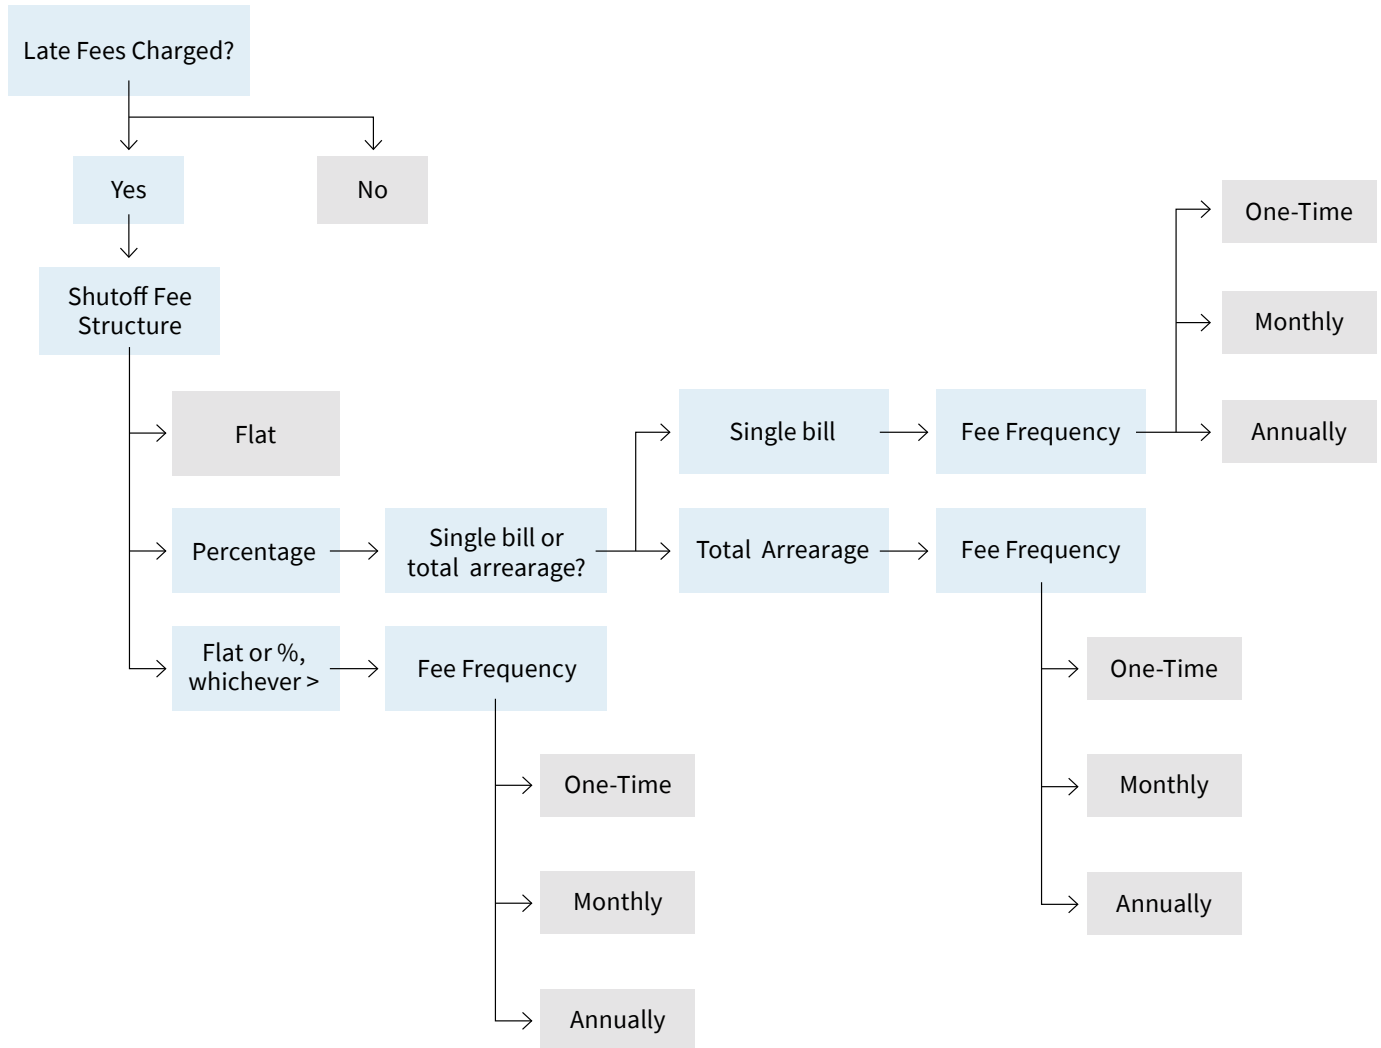 Late Fees Charged?
Yes
No
Shutoff Fee
Structure
Flat
Percentage
Single bill or
total arrearage?
Single bill
Fee Frequency
One-Time
Monthly
Annually
Total Arrearage
Fee Frequency
One-Time
Monthly
Annually
Flat or %,
whichever >
Fee Frequency
One-Time
Monthly
Annually